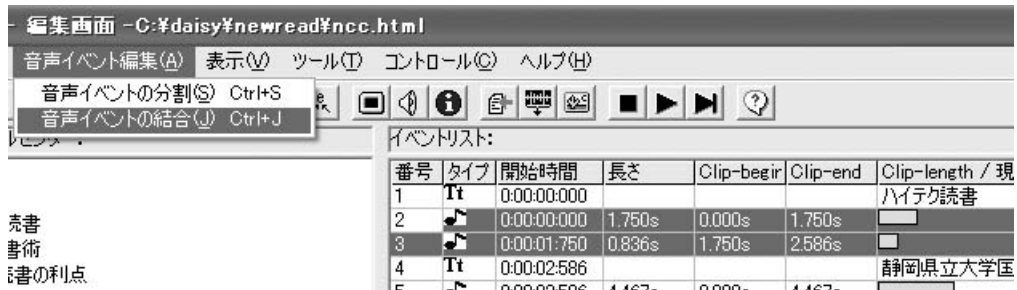 - 編集画面 -C:¥daisy¥newread¥ncc.html
音声イベント編集(A) 表示(V) ツール(T) コントロール(C) ヘルプ(H)
音声イベントの分割(S) Ctrl+S
音声イベントの結合(J) Ctrl+J
イベントリスト:
番号 タイプ 開始時間 長さ Clip-begin Clip-end Clip-length / 現
1 Tt 0:00:00:000 ハイテク読書
2 0:00:00:000 1.750s 0.000s 1.750s
3 0:00:01:750 0.836s 1.750s 2.586s
4 Tt 0:00:02:586 静岡県立大学国
読書
書術
読書の利点